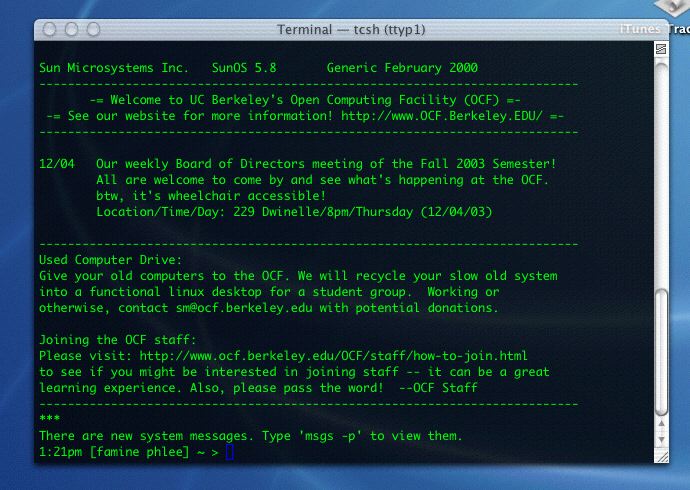 iTunes Trac
Terminal — tcsh (ttyp1)
Sun Microsystems Inc.   SunOS 5.8       Generic February 2000
---------------------------------------------------------------------------
-= Welcome to UC Berkeley's Open Computing Facility (OCF) =-
-= See our website for more information! http://www.OCF.Berkeley.EDU/ =-
---------------------------------------------------------------------------
12/04   Our weekly Board of Directors meeting of the Fall 2003 Semester!
All are welcome to come by and see what's happening at the OCF.
btw, it's wheelchair accessible!
Location/Time/Day: 229 Dwinelle/8pm/Thursday (12/04/03)
---------------------------------------------------------------------------
Used Computer Drive:
Give your old computers to the OCF. We will recycle your slow old system
into a functional linux desktop for a student group.  Working or
otherwise, contact sm@ocf.berkeley.edu with potential donations.
Joining the OCF staff:
Please visit: http://www.ocf.berkeley.edu/OCF/staff/how-to-join.html
to see if you might be interested in joining staff -- it can be a great
learning experience. Also, please pass the word!  --OCF Staff
---------------------------------------------------------------------------
***
There are new system messages. Type 'msgs -p' to view them.
1:21pm [famine phlee] ~ >